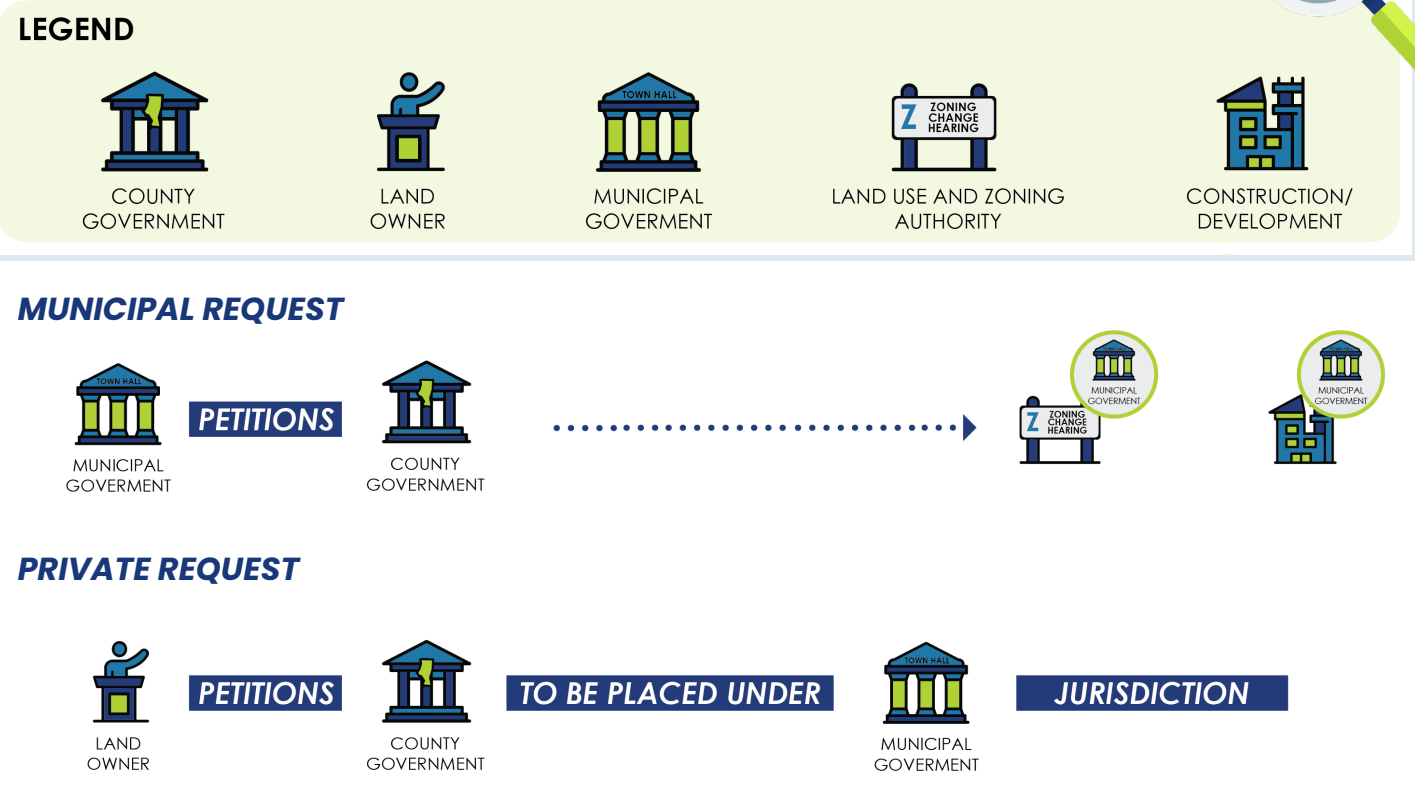 LEGEND
TOWN HALL
Z ZONING
CHANGE
HEARING
COUNTY
GOVERNMENT
LAND
OWNER
MUNICIPAL
GOVERMENT
LAND USE AND ZONING
AUTHORITY
CONSTRUCTION/
DEVELOPMENT
MUNICIPAL REQUEST
TOWN HALL
MUNICIPAL
GOVERMENT
PETITIONS
COUNTY
GOVERNMENT
Z ZONING
CHANGE
HEARING
MUNICIPAL
GOVERMENT
MUNICIPAL
GOVERMENT
PRIVATE REQUEST
LAND
OWNER
PETITIONS
COUNTY
GOVERNMENT
TO BE PLACED UNDER
TOWN HALL
MUNICIPAL
GOVERMENT
JURISDICTION